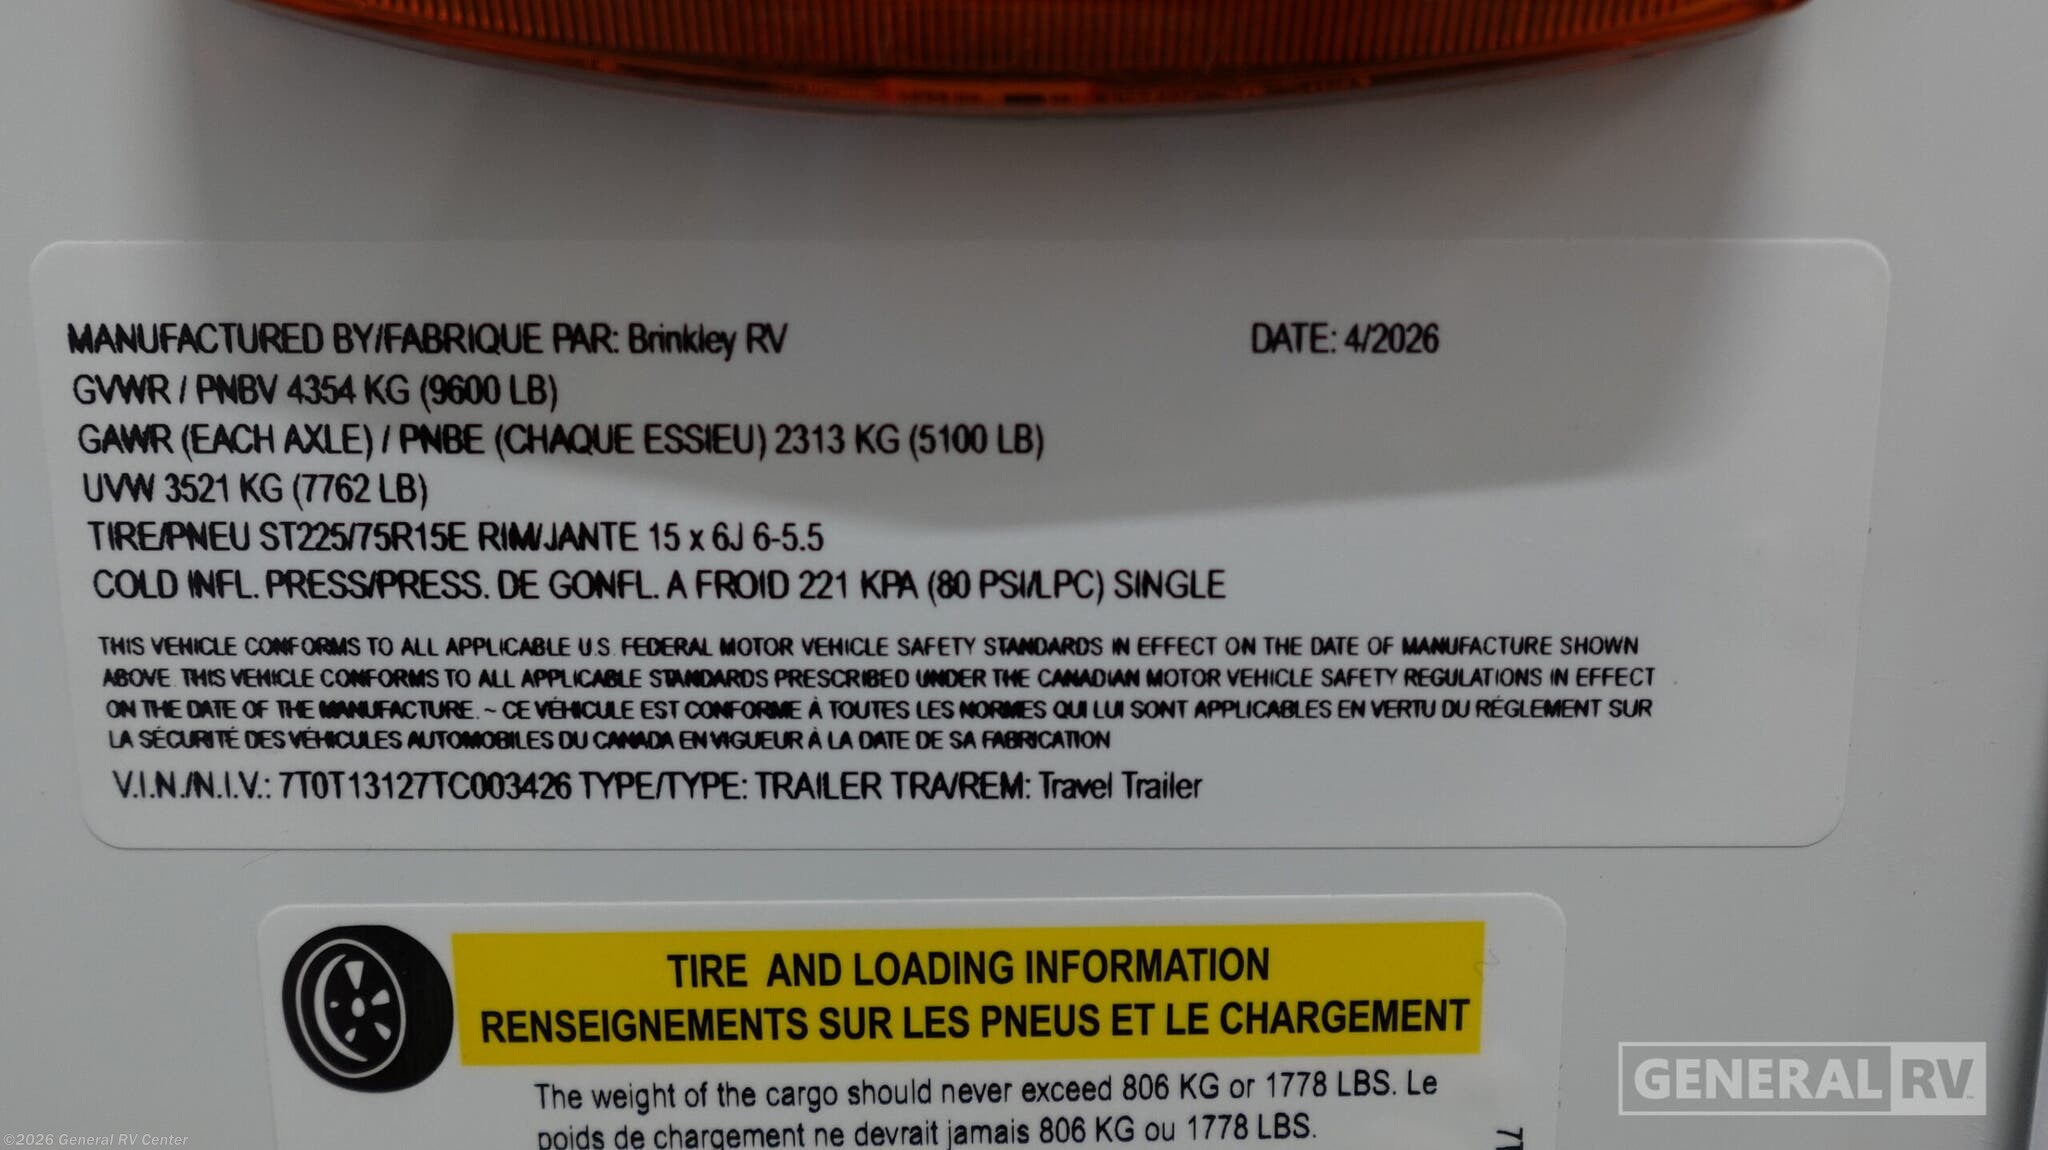 MANUFACTURED BY/FABRIQUE PAR: Brinkley RV DATE: 4/2026
GVWR / PNBV 4354 KG (9600 LB)
GAWR (EACH AXLE) / PNBE (CHAQUE ESSIEU) 2313 KG (5100 LB)
UVW 3521 KG (7762 LB)
TIRE/PNEU ST225/75R15E RIM/JANTE 15 x 6J 6-5.5
COLD INFL. PRESS/PRESS. DE GONFL. A FROID 221 KPA (80 PSI/LPC) SINGLE
THIS VEHICLE CONFORMS TO ALL APPLICABLE U.S. FEDERAL MOTOR VEHICLE SAFETY STANDARDS IN EFFECT ON THE DATE OF MANUFACTURE SHOWN
ABOVE. THIS VEHICLE CONFORMS TO ALL APPLICABLE STANDARDS PRESCRIBED UNDER THE CANADIAN MOTOR VEHICLE SAFETY REGULATIONS IN EFFECT
ON THE DATE OF THE MANUFACTURE. ~ CE VÉHICULE EST CONFORME À TOUTES LES NORMES QUI LUI SONT APPLICABLES EN VERTU DU RÉGLEMENT SUR
LA SÉCURITÉ DES VÉHICULES AUTOMOBILES DU CANADA EN VIGUEUR À LA DATE DE SA FABRICATION
V.I.N./N.I.V.: 7T0T13127TC003426 TYPE/TYPE: TRAILER TRA/REM: Travel Trailer
TIRE AND LOADING INFORMATION
RENSEIGNEMENTS SUR LES PNEUS ET LE CHARGEMENT
The weight of the cargo should never exceed 806 KG or 1778 LBS. Le
poids de chargement ne devrait jamais 806 KG ou 1778 LBS.
GENERAL RV
©2026 General RV Center